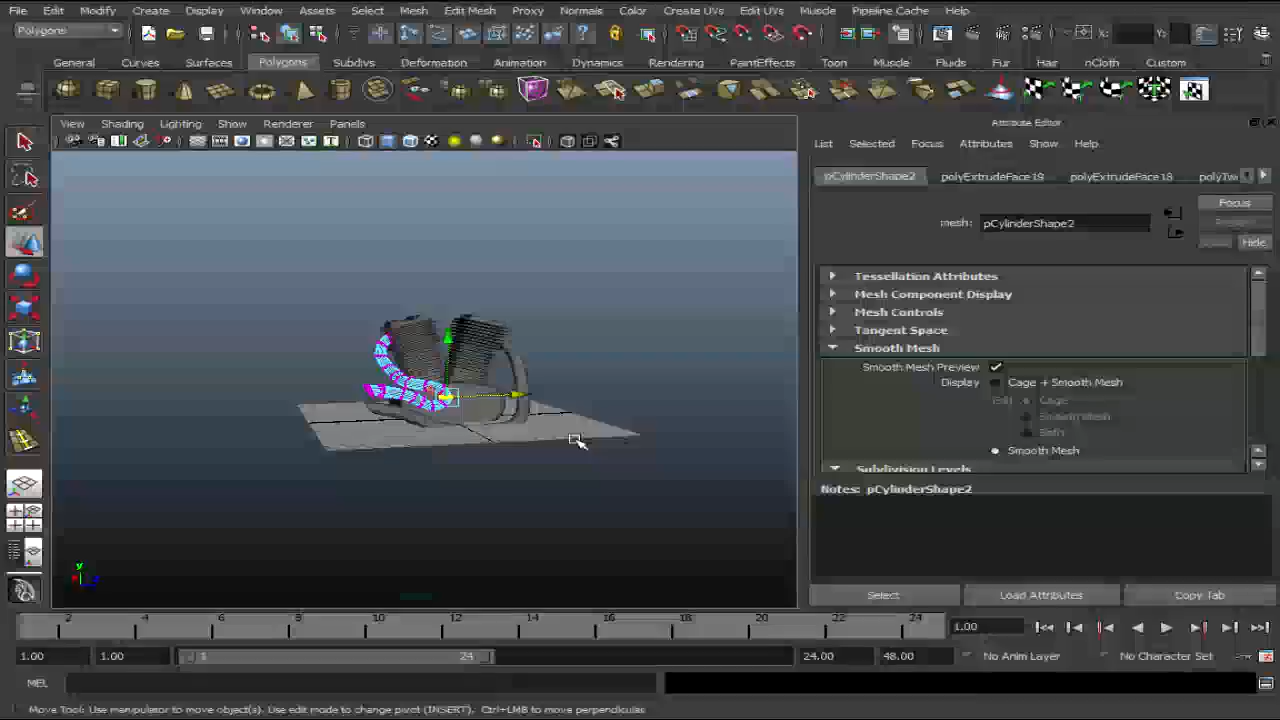 File Edit Modify Create Display Window Assets Select Mesh Edit Mesh Proxy Normals Color Create UVs Edit UVs Muscle Pipeline Cache Help
Polygons
X:
General Curves Surfaces Polygons Subdivs Deformation Animation Dynamics Rendering PaintEffects Toon Muscle Fluids Fur Hair nCloth Custom
View Shading Lighting Show Renderer Panels
Attribute Editor
List Selected Focus Attributes Show Help
pCylinderShape2 polyExtrudeFace19 polyExtrudeFace18 polyTw
Focus
mesh: pCylinderShape2
Hide
Tessellation Attributes
Mesh Component Display
Mesh Controls
Tangent Space
Smooth Mesh
Smooth Mesh Preview
Display Cage + Smooth Mesh
Cage
Smooth Mesh
Both
Smooth Mesh
Subdivision Levels
Notes: pCylinderShape2
y
Select Load Attributes Copy Tab
2 4 6 8 10 12 14 16 18 20 22 24 1.00
1.00 1.00 1 24 24.00 48.00 No Anim Layer No Character Set
MEL
Move Tool: Use manipulator to move object(s). Use edit mode to change pivot (INSERT). Ctrl+LMB to move perpendicular.